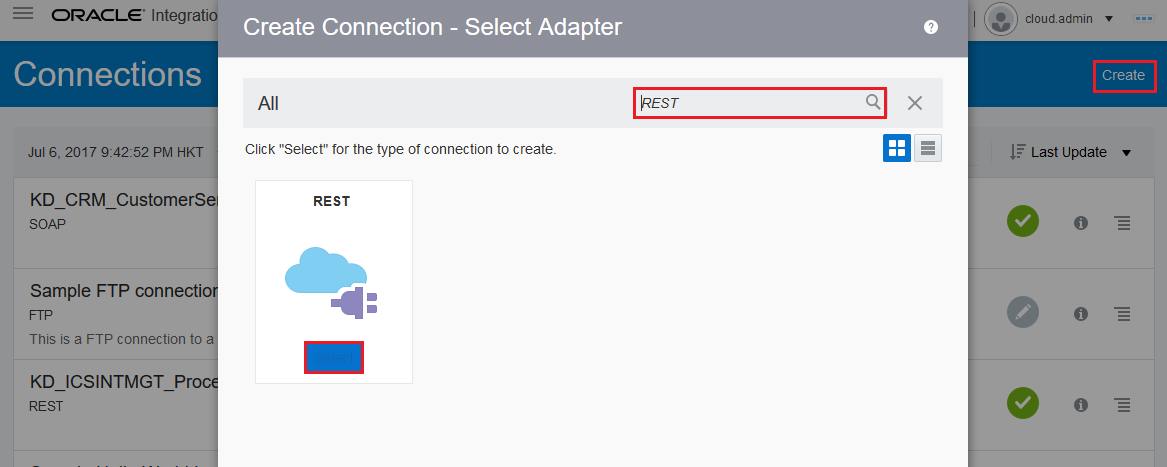 ORACLE Integration
cloud.admin
Create Connection - Select Adapter
?
Connections
Create
All
REST
Jul 6, 2017 9:42:52 PM HKT
Click "Select" for the type of connection to create.
Last Update
KD_CRM_CustomerSer
SOAP
REST
Select
Sample FTP connection
FTP
This is a FTP connection to a
KD_ICSINTMGT_Proce
REST